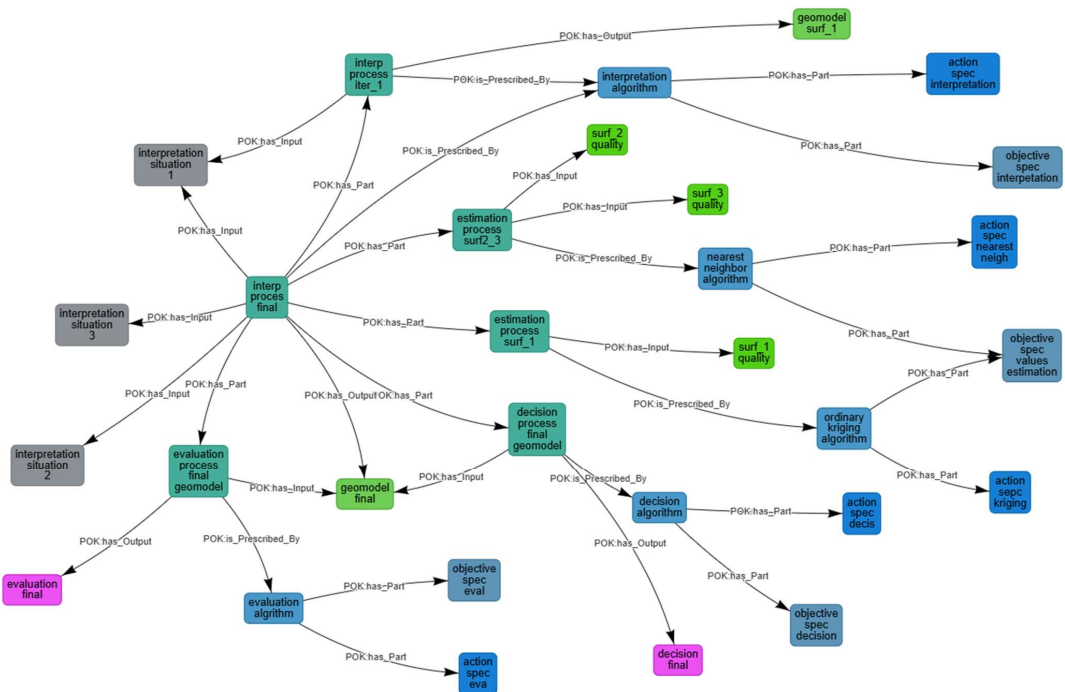 geomodel
surf_1
POK:has_Output
interp
process
iter_1
POK:is_Prescribed_By
interpretation
algorithm
POK:has_Part
action
spec
interpretation
POK:has_Input
interpretation
situation
1
POK:is_Prescribed_By
surf_2
quality
POK:has_Part
objective
spec
interpetation
POK:has_Part
POK:has_Input
POK:has_Input
surf_3
quality
POK:has_Input
estimation
process
surf2_3
POK:has_Part
POK:is_Prescribed_By
nearest
neighbor
algorithm
POK:has_Part
action
spec
nearest
neigh
interp
proces
final
interpretation
situation
3
POK:has_Input
POK:has_Part
estimation
process
surf_1
POK:has_Input
surf_1
quality
POK:has_Part
objective
spec
values
estimation
POK:has_Part
POK:has_Input
POK:has_Part
POK:has_Output
POK:has_Part
POK:is_Prescribed_By
decision
process
final
geomodel
ordinary
kriging
algorithm
interpretation
situation
2
evaluation
process
final
geomodel
POK:has_Input
geomodel
final
POK:has_Input
POK:is_Prescribed_By
POK:has_Part
action
sepc
kriging
decision
algorithm
POK:has_Part
action
spec
decis
POK:has_Output
POK:is_Prescribed_By
POK:has_Output
POK:has_Part
evaluation
final
evaluation
algrithm
POK:has_Part
objective
spec
eval
objective
spec
decision
POK:has_Part
action
spec
eva
decision
final